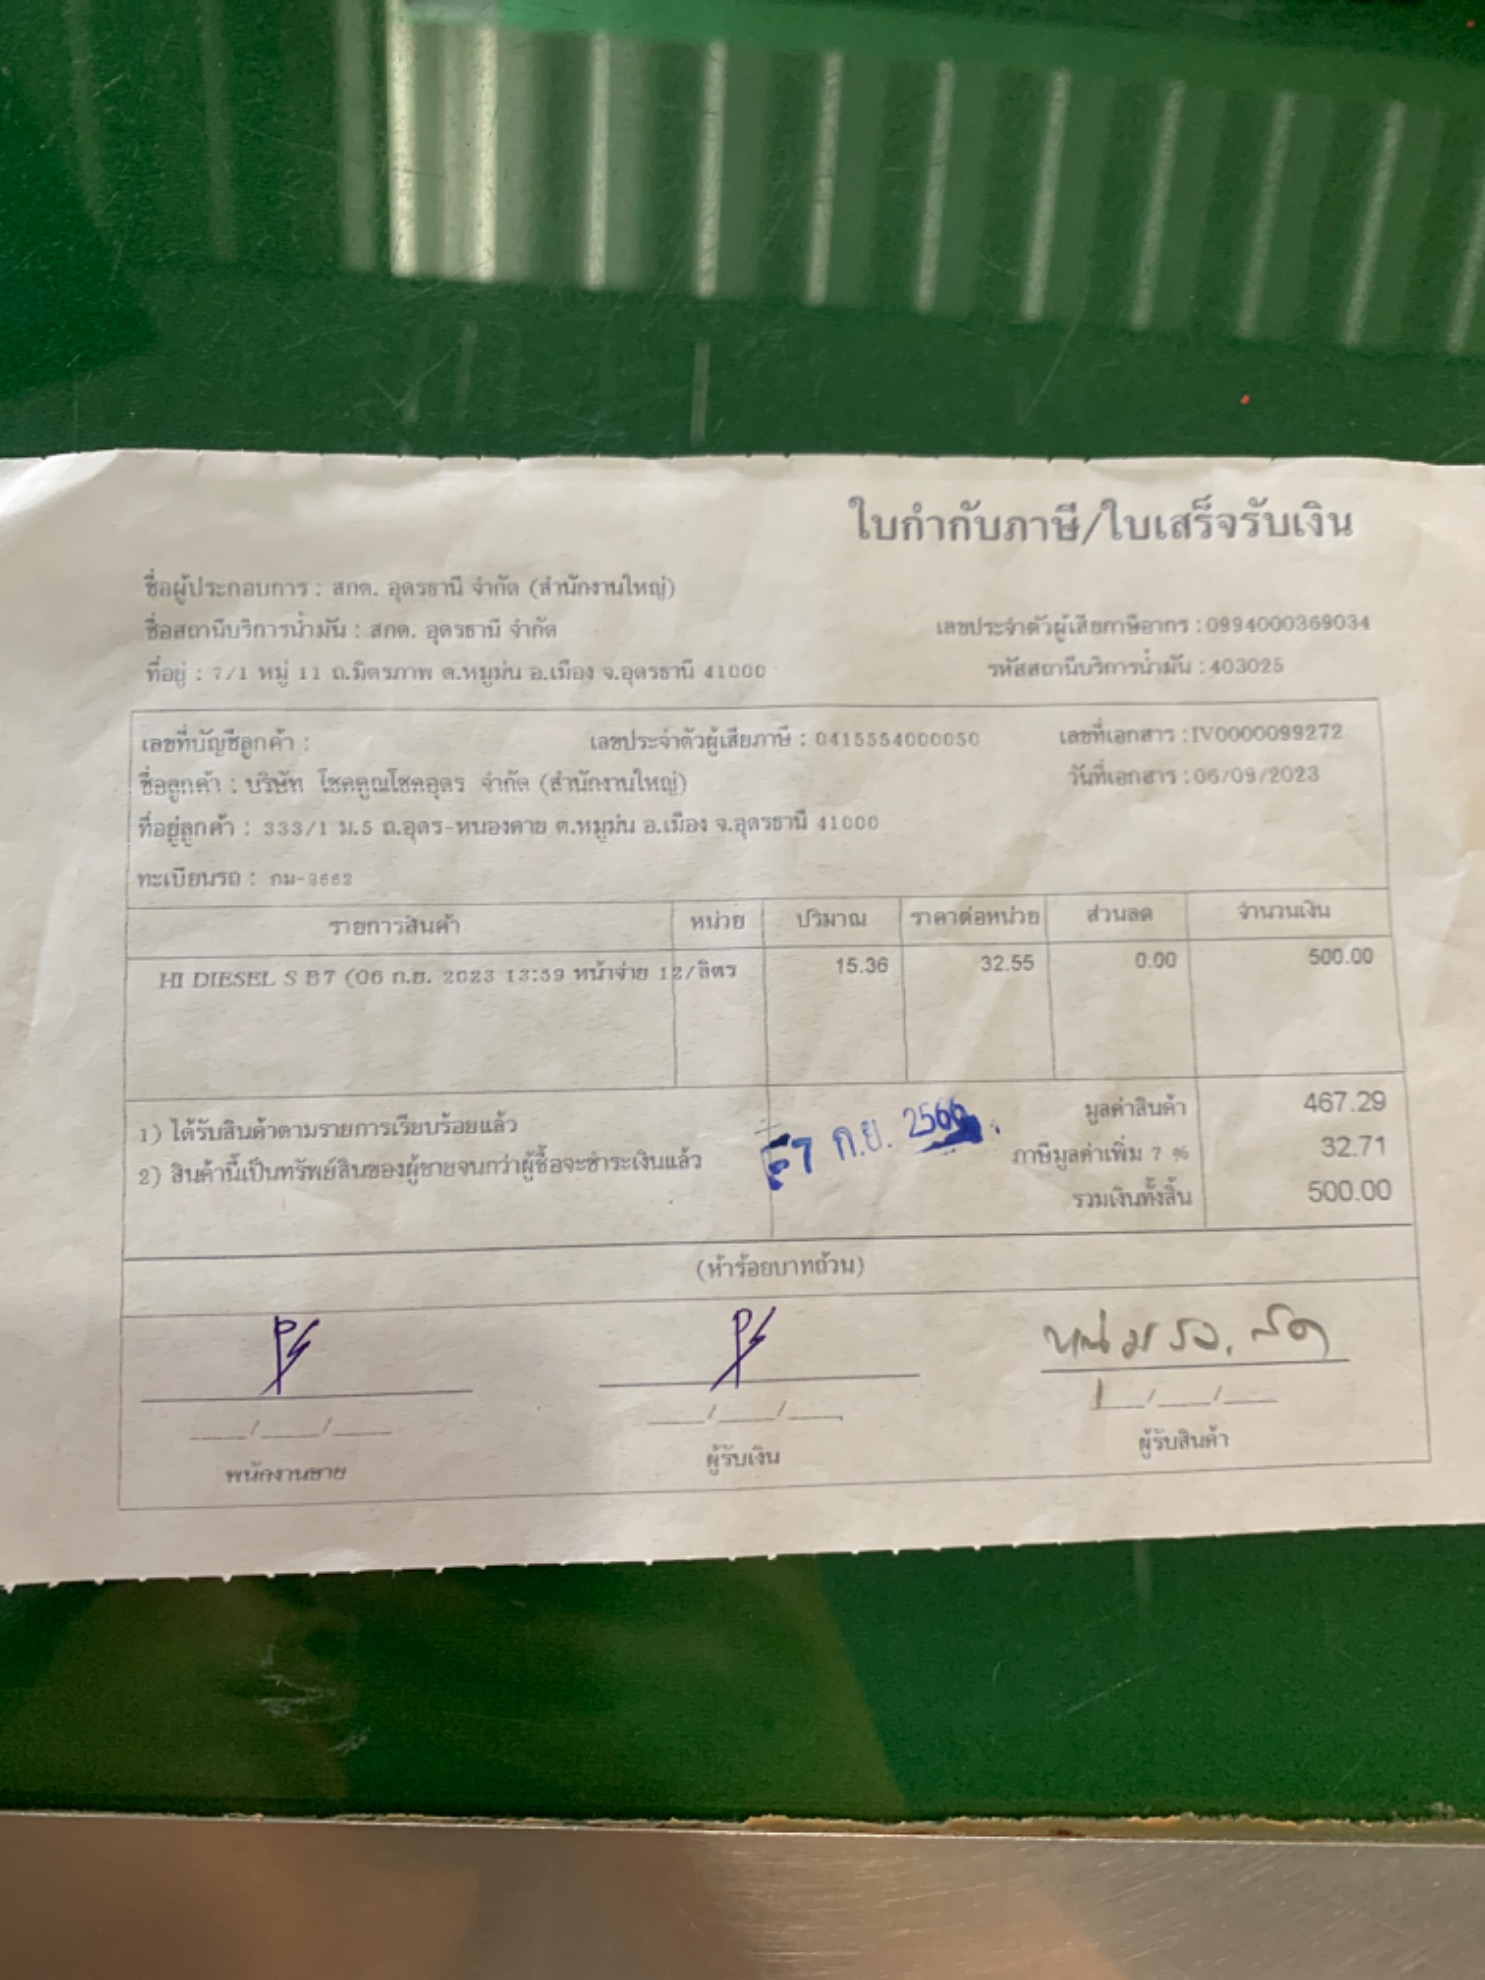 ใบกำกับภาษี/ใบเสร็จรับเงิน
ชื่อผู้ประกอบการ : สกต. อุดรธานี จำกัด (สำนักงานใหญ่)
ชื่อสถานีบริการน้ำมัน : สกต. อุดรธานี จำกัด เลขประจำตัวผู้เสียภาษีอากร : 0994000369034
ที่อยู่ : 7/1 หมู่ 11 ถ.มิตรภาพ ต.หมูม่น อ.เมือง จ.อุดรธานี 41000 รหัสสถานีบริการน้ำมัน : 403025
เลขที่บัญชีลูกค้า : เลขประจำตัวผู้เสียภาษี : 0415554000050 เลขที่เอกสาร : IV0000099272
ชื่อลูกค้า : บริษัท โชคคูณโชคอุดร จำกัด (สำนักงานใหญ่) วันที่เอกสาร : 06/09/2023
ที่อยู่ลูกค้า : 333/1 ม.5 ถ.อุดร-หนองคาย ต.หมูม่น อ.เมือง จ.อุดรธานี 41000
ทะเบียนรถ : กม-3662
รายการสินค้า หน่วย ปริมาณ ราคาต่อหน่วย ส่วนลด จำนวนเงิน
HI DIESEL S B7 (06 ก.ย. 2023 13:59 หน้าจ่าย 12/ลิตร 15.36 32.55 0.00 500.00
1) ได้รับสินค้าตามรายการเรียบร้อยแล้ว มูลค่าสินค้า 467.29
2) สินค้านี้เป็นทรัพย์สินของผู้ขายจนกว่าผู้ซื้อจะชำระเงินแล้ว ภาษีมูลค่าเพิ่ม 7 % 32.71
7 ก.ย. 2566
รวมเงินทั้งสิ้น 500.00
(ห้าร้อยบาทถ้วน)
___/___/___ ___/___/___ ___/___/___
พนักงานขาย ผู้รับเงิน ผู้รับสินค้า